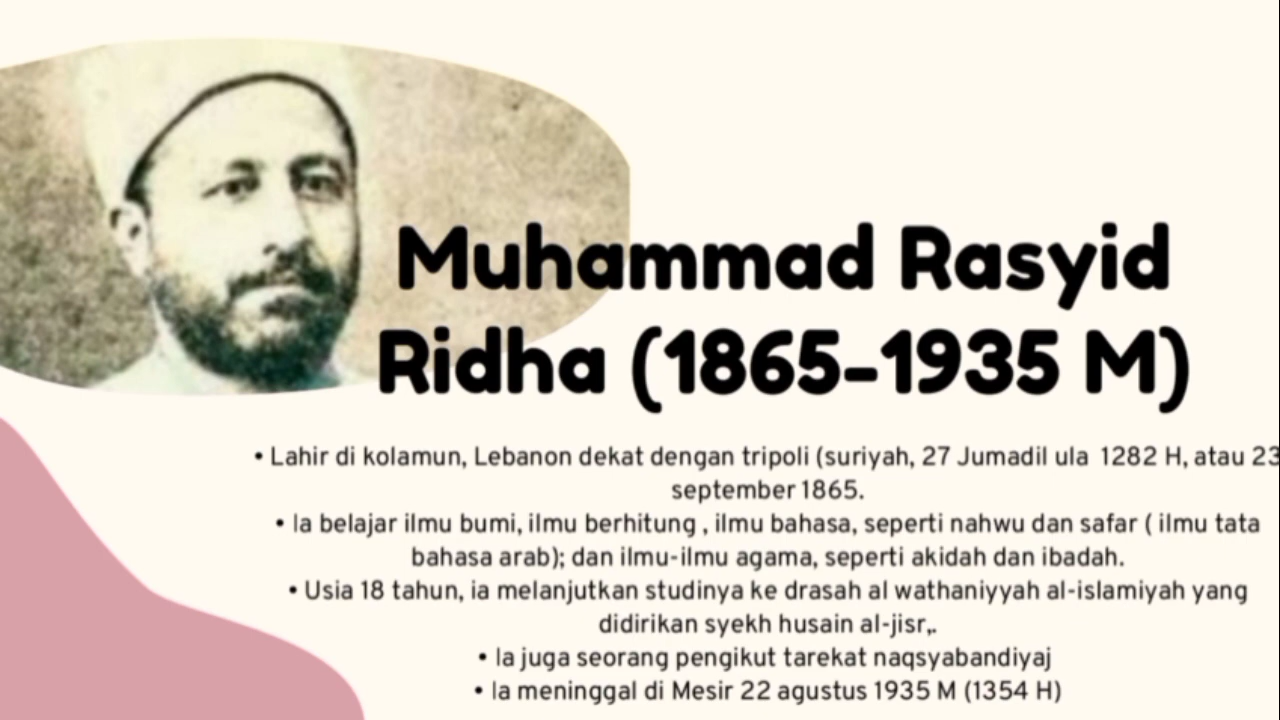 Muhammad Rasyid
Ridha (1865-1935 M)
• Lahir di kolamun, Lebanon dekat dengan tripoli (suriyah, 27 Jumadil ula 1282 H, atau 23
september 1865.
• Ia belajar ilmu bumi, ilmu berhitung , ilmu bahasa, seperti nahwu dan safar ( ilmu tata
bahasa arab); dan ilmu-ilmu agama, seperti akidah dan ibadah.
• Usia 18 tahun, ia melanjutkan studinya ke drasah al wathaniyyah al-islamiyah yang
didirikan syekh husain al-jisr,.
• Ia juga seorang pengikut tarekat naqsyabandiyaj
• Ia meninggal di Mesir 22 agustus 1935 M (1354 H)